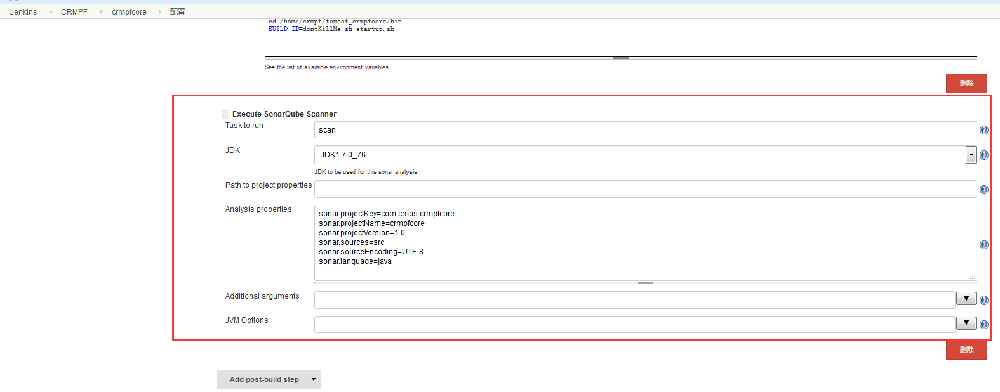 Jenkins CRMPF crmpfcore 配置
cd /home/crmpf/tomcat_crmpfcore/bin
BUILD_ID=dontKillMe sh startup.sh
See the list of available environment variables
删除
Execute SonarQube Scanner
Task to run
scan
JDK
JDK1.7.0_76
JDK to be used for this sonar analysis
Path to project properties
Analysis properties
sonar.projectKey=com.cmos:crmpfcore
sonar.projectName=crmpfcore
sonar.projectVersion=1.0
sonar.sources=src
sonar.sourceEncoding=UTF-8
sonar.language=java
Additional arguments
JVM Options
删除
Add post-build step